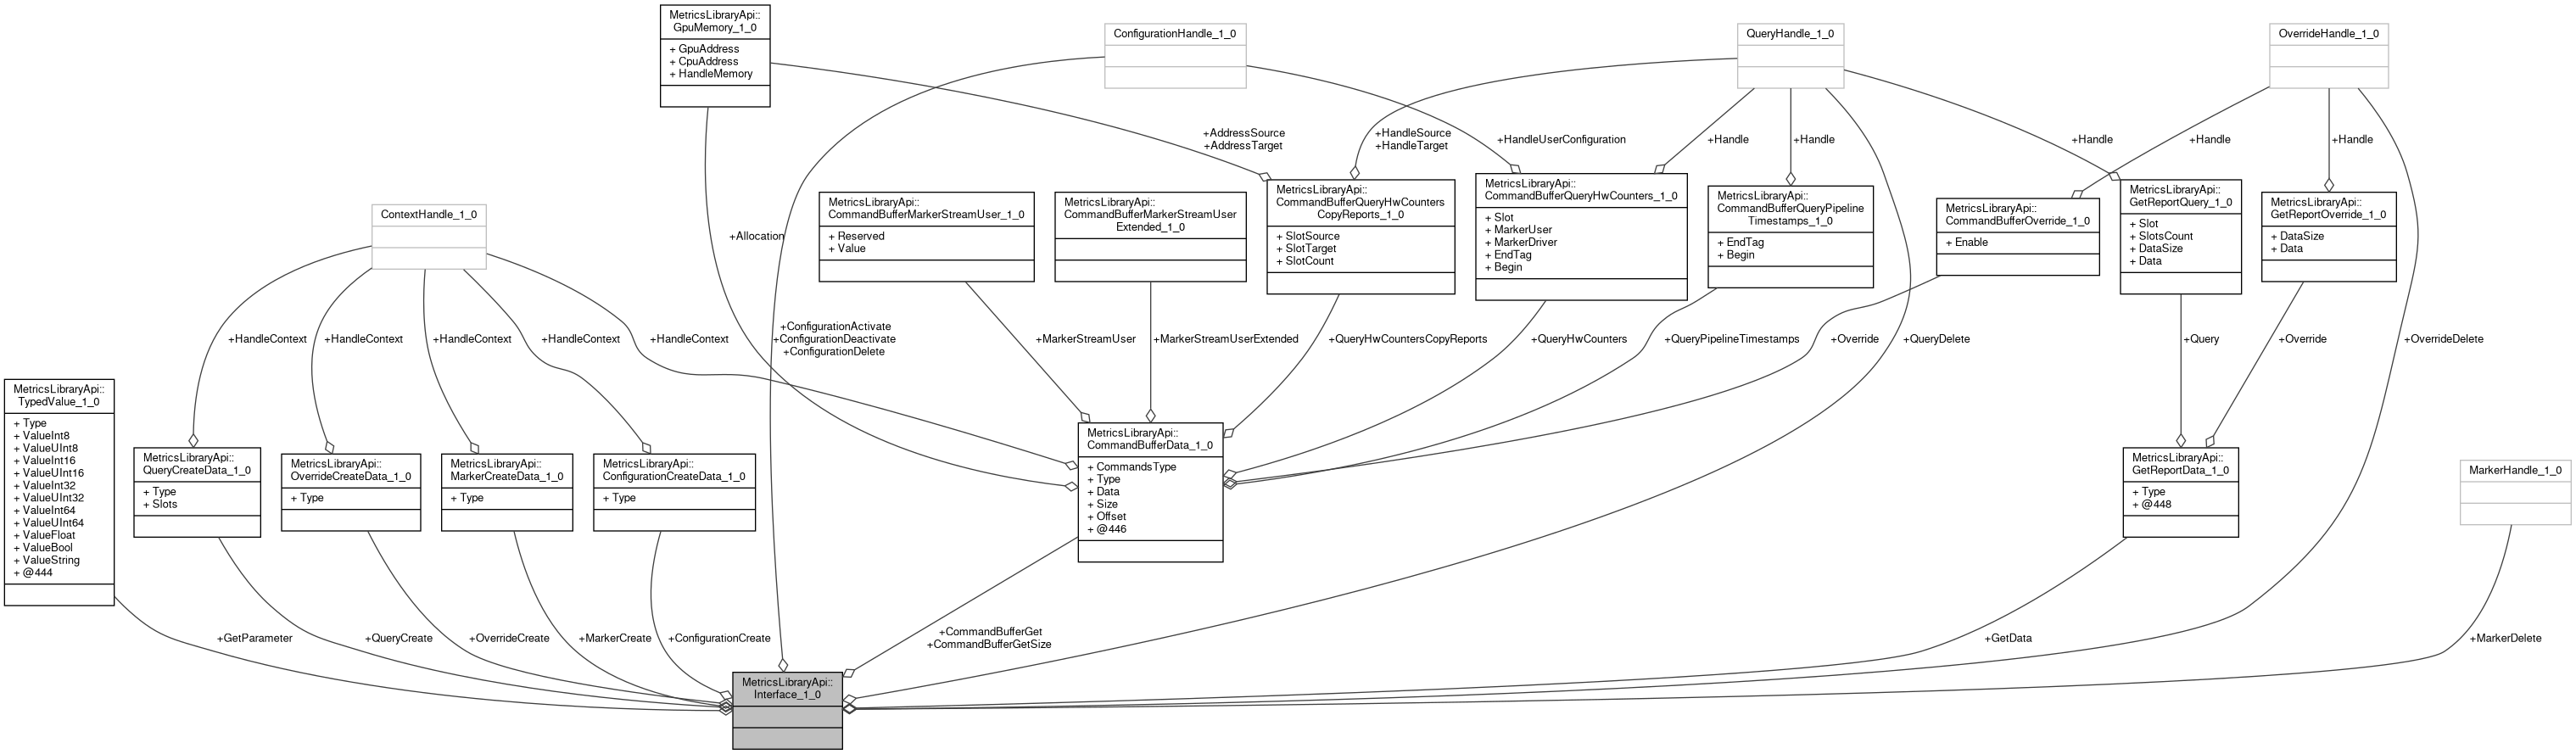 MetricsLibraryApi::
GpuMemory_1_0
+ GpuAddress
+ CpuAddress
+ HandleMemory
ConfigurationHandle_1_0
QueryHandle_1_0
OverrideHandle_1_0
+AddressSource
+AddressTarget
+HandleSource
+HandleTarget
+HandleUserConfiguration
+Handle
+Handle
+Handle
+Handle
+Handle
ContextHandle_1_0
+Allocation
MetricsLibraryApi::
CommandBufferMarkerStreamUser_1_0
+ Reserved
+ Value
MetricsLibraryApi::
CommandBufferMarkerStreamUser
Extended_1_0
MetricsLibraryApi::
CommandBufferQueryHwCounters
CopyReports_1_0
+ SlotSource
+ SlotTarget
+ SlotCount
MetricsLibraryApi::
CommandBufferQueryHwCounters_1_0
+ Slot
+ MarkerUser
+ MarkerDriver
+ EndTag
+ Begin
MetricsLibraryApi::
CommandBufferQueryPipeline
Timestamps_1_0
+ EndTag
+ Begin
MetricsLibraryApi::
CommandBufferOverride_1_0
+ Enable
MetricsLibraryApi::
GetReportQuery_1_0
+ Slot
+ SlotsCount
+ DataSize
+ Data
MetricsLibraryApi::
GetReportOverride_1_0
+ DataSize
+ Data
+HandleContext
+HandleContext
+HandleContext
+HandleContext
+HandleContext
+ConfigurationActivate
+ConfigurationDeactivate
+ConfigurationDelete
+MarkerStreamUser
+MarkerStreamUserExtended
+QueryHwCountersCopyReports
+QueryHwCounters
+QueryPipelineTimestamps
+Override
+QueryDelete
+Query
+Override
+OverrideDelete
MetricsLibraryApi::
TypedValue_1_0
+ Type
+ ValueInt8
+ ValueUInt8
+ ValueInt16
+ ValueUInt16
+ ValueInt32
+ ValueUInt32
+ ValueInt64
+ ValueUInt64
+ ValueFloat
+ ValueBool
+ ValueString
+ @444
MetricsLibraryApi::
QueryCreateData_1_0
+ Type
+ Slots
MetricsLibraryApi::
OverrideCreateData_1_0
+ Type
MetricsLibraryApi::
MarkerCreateData_1_0
+ Type
MetricsLibraryApi::
ConfigurationCreateData_1_0
+ Type
MetricsLibraryApi::
CommandBufferData_1_0
+ CommandsType
+ Type
+ Data
+ Size
+ Offset
+ @446
MetricsLibraryApi::
GetReportData_1_0
+ Type
+ @448
MarkerHandle_1_0
+GetParameter
+QueryCreate
+OverrideCreate
+MarkerCreate
+ConfigurationCreate
+CommandBufferGet
+CommandBufferGetSize
+GetData
+MarkerDelete
MetricsLibraryApi::
Interface_1_0